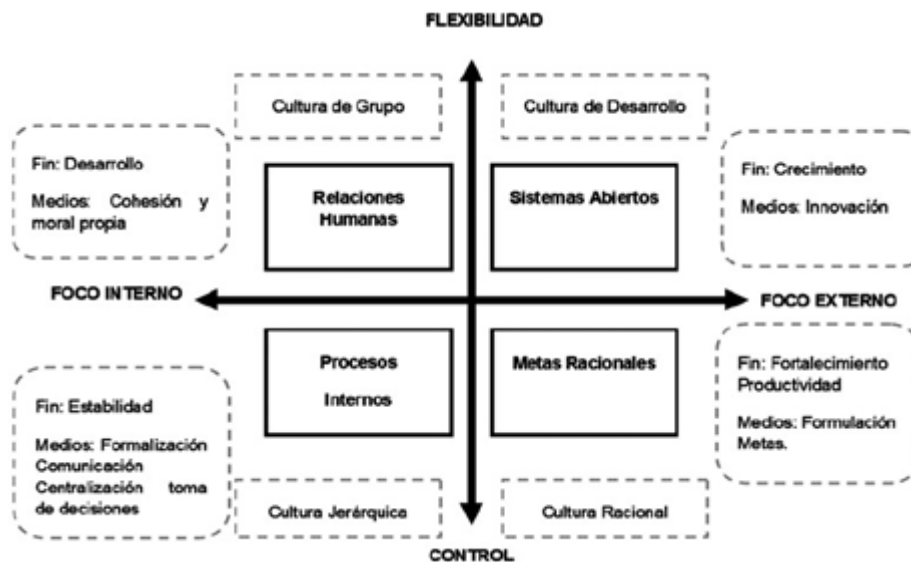 FLEXIBILIDAD
Cultura de Grupo
Cultura de Desarrollo
Fin: Desarrollo
Medios: Cohesión y
moral propia
Relaciones
Humanas
Sistemas Abiertos
Fin: Crecimiento
Medios: Innovación
FOCO INTERNO
FOCO EXTERNO
Fin: Estabilidad
Medios: Formalización
Comunicación
Centralización toma
de decisiones
Procesos
Internos
Metas Racionales
Fin: Fortalecimiento
Productividad
Medios: Formulación
Metas.
Cultura Jerárquica
Cultura Racional
CONTROL